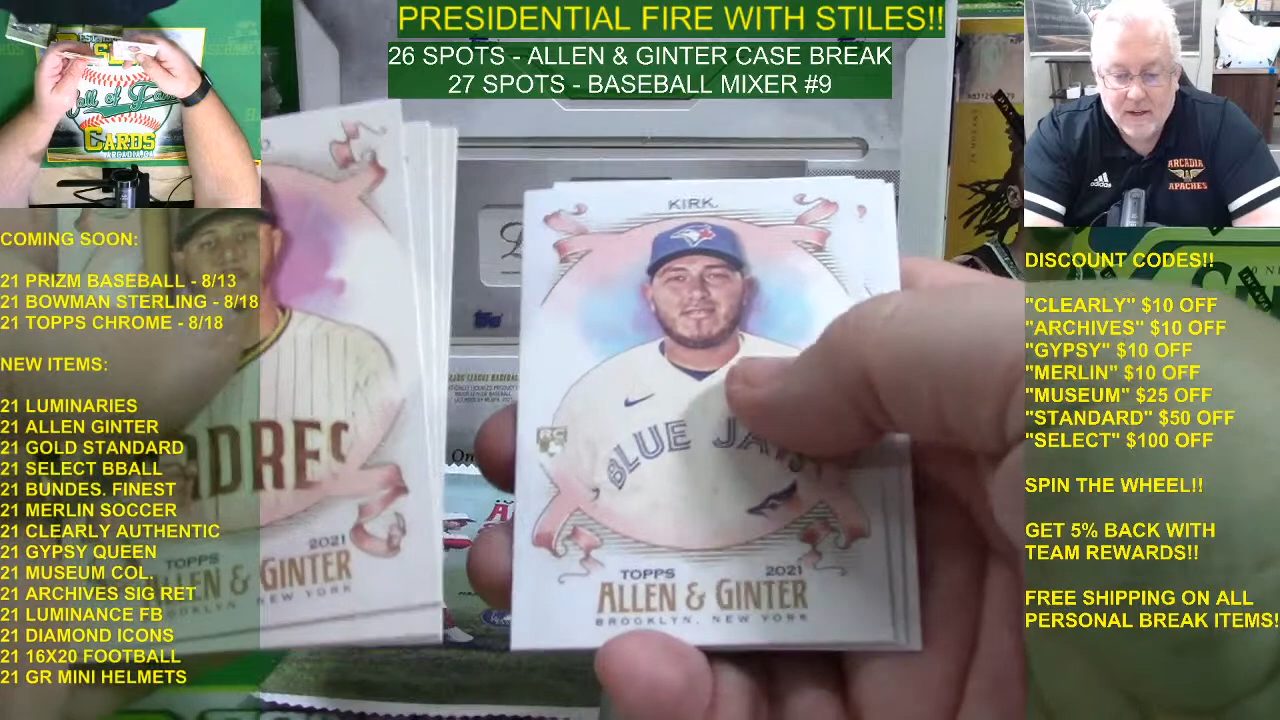 PRESIDENTIAL FIRE WITH STILES!!
26 SPOTS - ALLEN & GINTER CASE BREAK
27 SPOTS - BASEBALL MIXER #9
Hall of Fame
CARDS
ARCADIA, CA
COMING SOON:
21 PRIZM BASEBALL - 8/13
21 BOWMAN STERLING - 8/18
21 TOPPS CHROME - 8/18
NEW ITEMS:
21 LUMINARIES
21 ALLEN GINTER
21 GOLD STANDARD
21 SELECT BBALL
21 BUNDES. FINEST
21 MERLIN SOCCER
21 CLEARLY AUTHENTIC
21 GYPSY QUEEN
21 MUSEUM COL.
21 ARCHIVES SIG RET
21 LUMINANCE FB
21 DIAMOND ICONS
21 16X20 FOOTBALL
21 GR MINI HELMETS
ADRES
TOPPS 2021
ALLEN & GINTER
NEW YORK
KIRK
RC
BLUE JAYS
TOPPS 2021
ALLEN & GINTER
BROOKLYN, NEW YORK
adidas
ARCADIA
APACHES
DISCOUNT CODES!!
"CLEARLY" $10 OFF
"ARCHIVES" $10 OFF
"GYPSY" $10 OFF
"MERLIN" $10 OFF
"MUSEUM" $25 OFF
"STANDARD" $50 OFF
"SELECT" $100 OFF
SPIN THE WHEEL!!
GET 5% BACK WITH
TEAM REWARDS!!
FREE SHIPPING ON ALL
PERSONAL BREAK ITEMS!